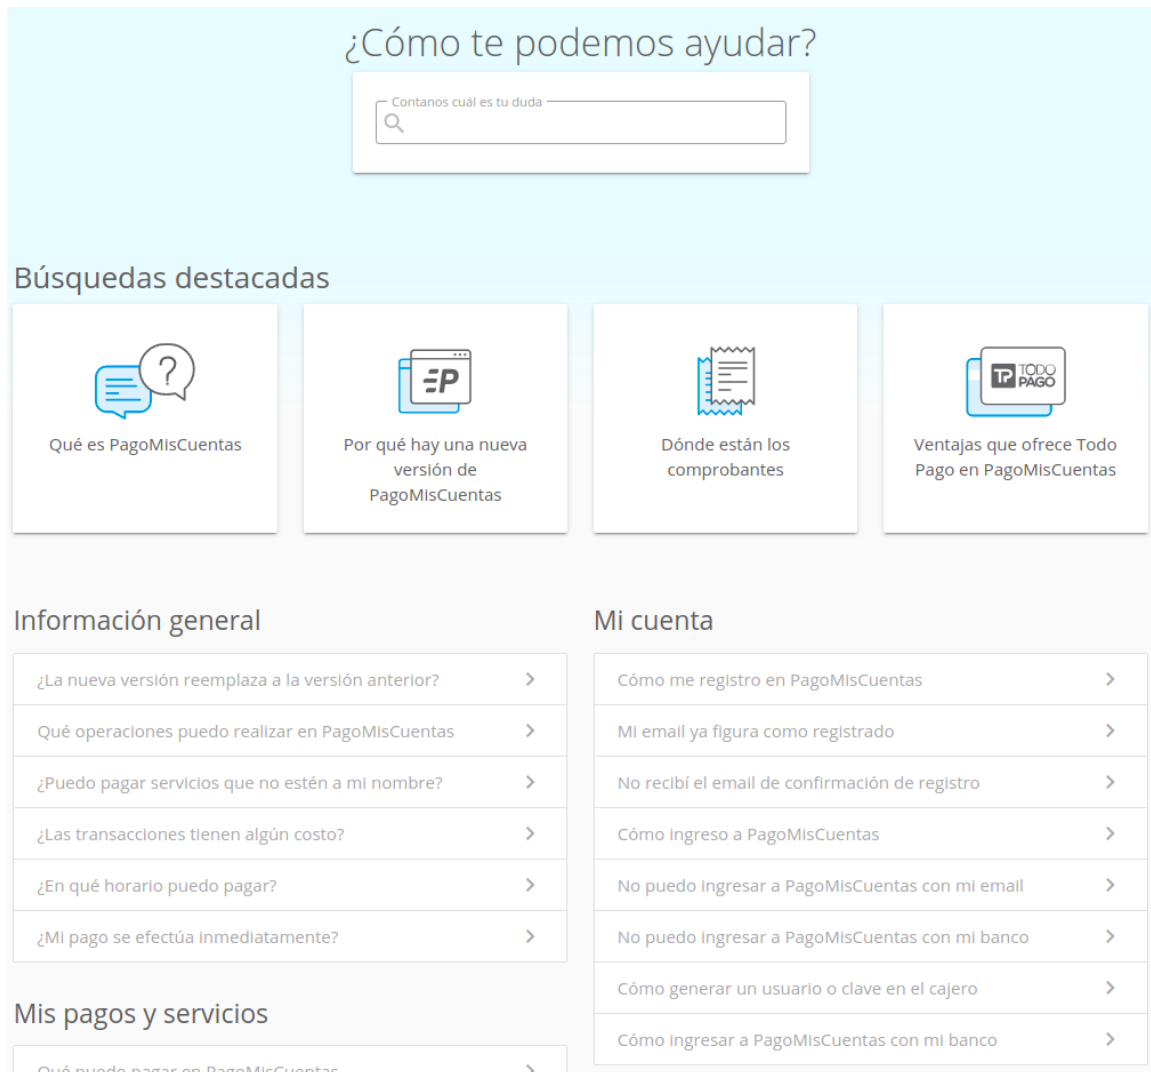 ¿Cómo te podemos ayudar?
Contanos cuál es tu duda
Búsquedas destacadas
?
Qué es PagoMisCuentas
P
Por qué hay una nueva
versión de
PagoMisCuentas
Dónde están los
comprobantes
TP TODO
PAGO
Ventajas que ofrece Todo
Pago en PagoMisCuentas
Información general
¿La nueva versión reemplaza a la versión anterior?
Qué operaciones puedo realizar en PagoMisCuentas
¿Puedo pagar servicios que no estén a mi nombre?
¿Las transacciones tienen algún costo?
¿En qué horario puedo pagar?
¿Mi pago se efectúa inmediatamente?
Mis pagos y servicios
Qué puedo pagar en PagoMisCuentas
Mi cuenta
Cómo me registro en PagoMisCuentas
Mi email ya figura como registrado
No recibí el email de confirmación de registro
Cómo ingreso a PagoMisCuentas
No puedo ingresar a PagoMisCuentas con mi email
No puedo ingresar a PagoMisCuentas con mi banco
Cómo generar un usuario o clave en el cajero
Cómo ingresar a PagoMisCuentas con mi banco